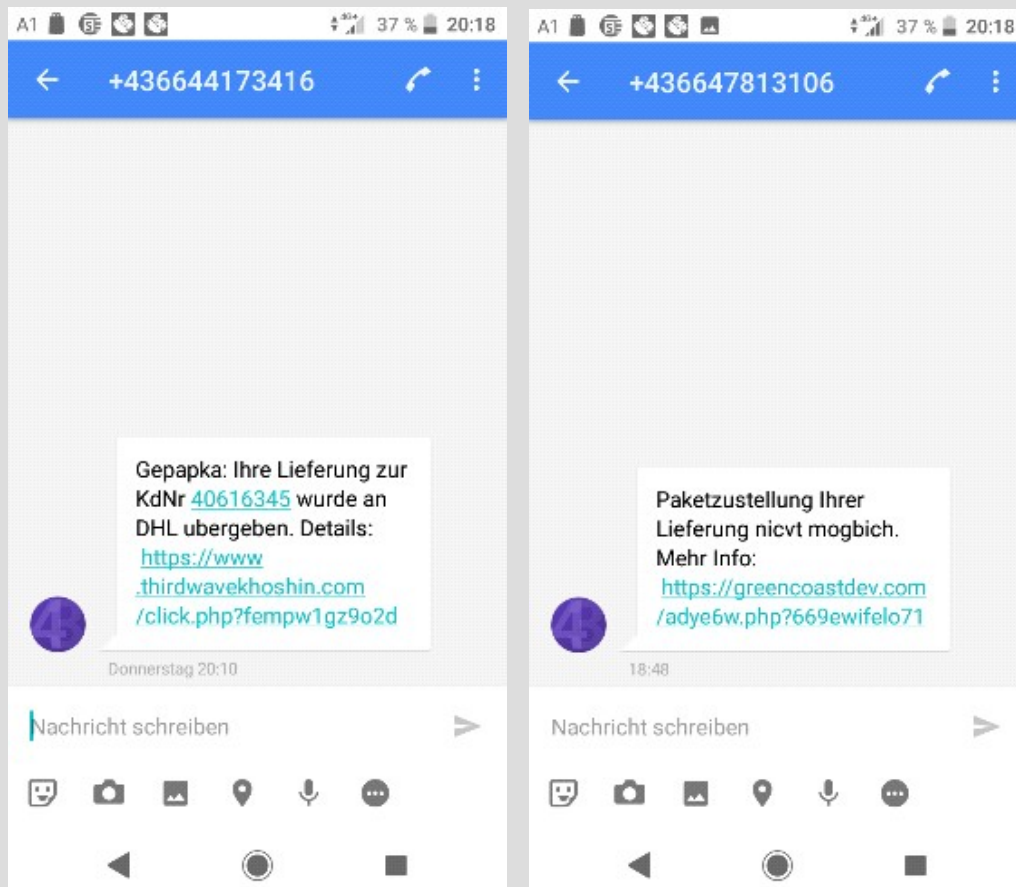 A1 37 % 20:18
+436644173416
Gepapka: Ihre Lieferung zur
KdNr 40616345 wurde an
DHL ubergeben. Details:
https://www
.thirdwavekhoshin.com
/click.php?fempw1gz9o2d
43
Donnerstag 20:10
Nachricht schreiben
A1 37 % 20:18
+436647813106
Paketzustellung Ihrer
Lieferung nicvt mogbich.
Mehr Info:
https://greencoastdev.com
/adye6w.php?669ewifelo71
43
18:48
Nachricht schreiben